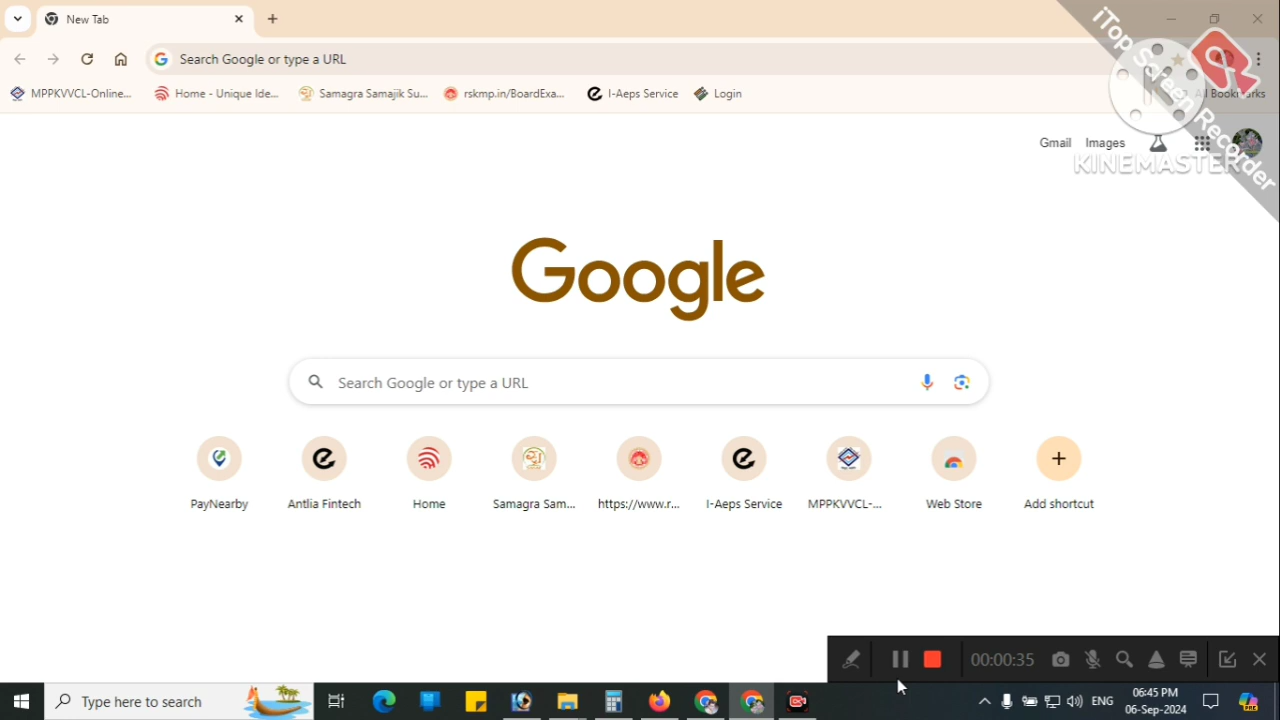 New Tab
Search Google or type a URL
MPPKVVCL-Online... Home - Unique Ide... Samagra Samajik Su... rskmp.in/BoardExa... I-Aeps Service Login All Bookmarks
iTop Screen Recorder
Gmail Images
KINEMASTER
Google
Search Google or type a URL
PayNearby Antlia Fintech Home Samagra Sam... https://www.r... I-Aeps Service MPPKVVCL-... Web Store Add shortcut
00:00:35
Type here to search
ENG
06:45 PM
06-Sep-2024
PRE